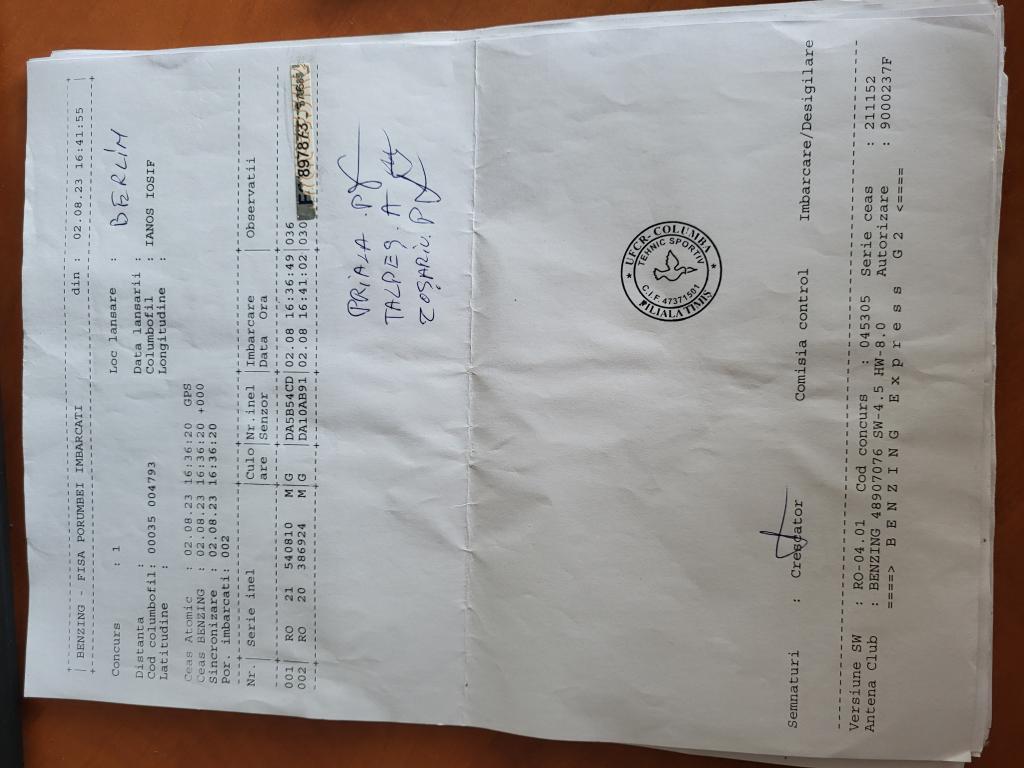 BENZING - FISA PORUMBEI IMBARCATI din : 02.08.23 16:41:55
Concurs : 1 Loc lansare : BERLIN
Distanta : Data lansarii :
Cod columbofil: 00035 004793 Columbofil : IANOS IOSIF
Latitudine : Longitudine :
Ceas Atomic : 02.08.23 16:36:20 GPS
Ceas BENZING : 02.08.23 16:36:20 +000
Sincronizare : 02.08.23 16:36:20
Por. imbarcati: 002
Nr. Serie inel |Culo|Nr.inel |Imbarcare | Observatii
are |Senzor |Data Ora |
001 RO 21 540810 M|G |DA5B54CD|02.08 16:36:49|036
002| RO 20 386924 M|G |DA10AB91|02.08 16:41:02|030
897873
PRIALA .P
TALPEȘ. A
COȘARIU. P
UFCR-COLUMBA
TEHNIC SPORTIV
C.I.F. 47371591
FILIALA TIMIS
Semnaturi : Crescator Comisia control Imbarcare/Desigilare
Versiune SW : RO-04.01 Cod concurs : 045305 Serie ceas : 211152
Antena Club : BENZING 48907076 SW-4.5 HW-8.0 Autorizare : 9000237F
====> B E N Z I N G E x p r e s s G 2 <====